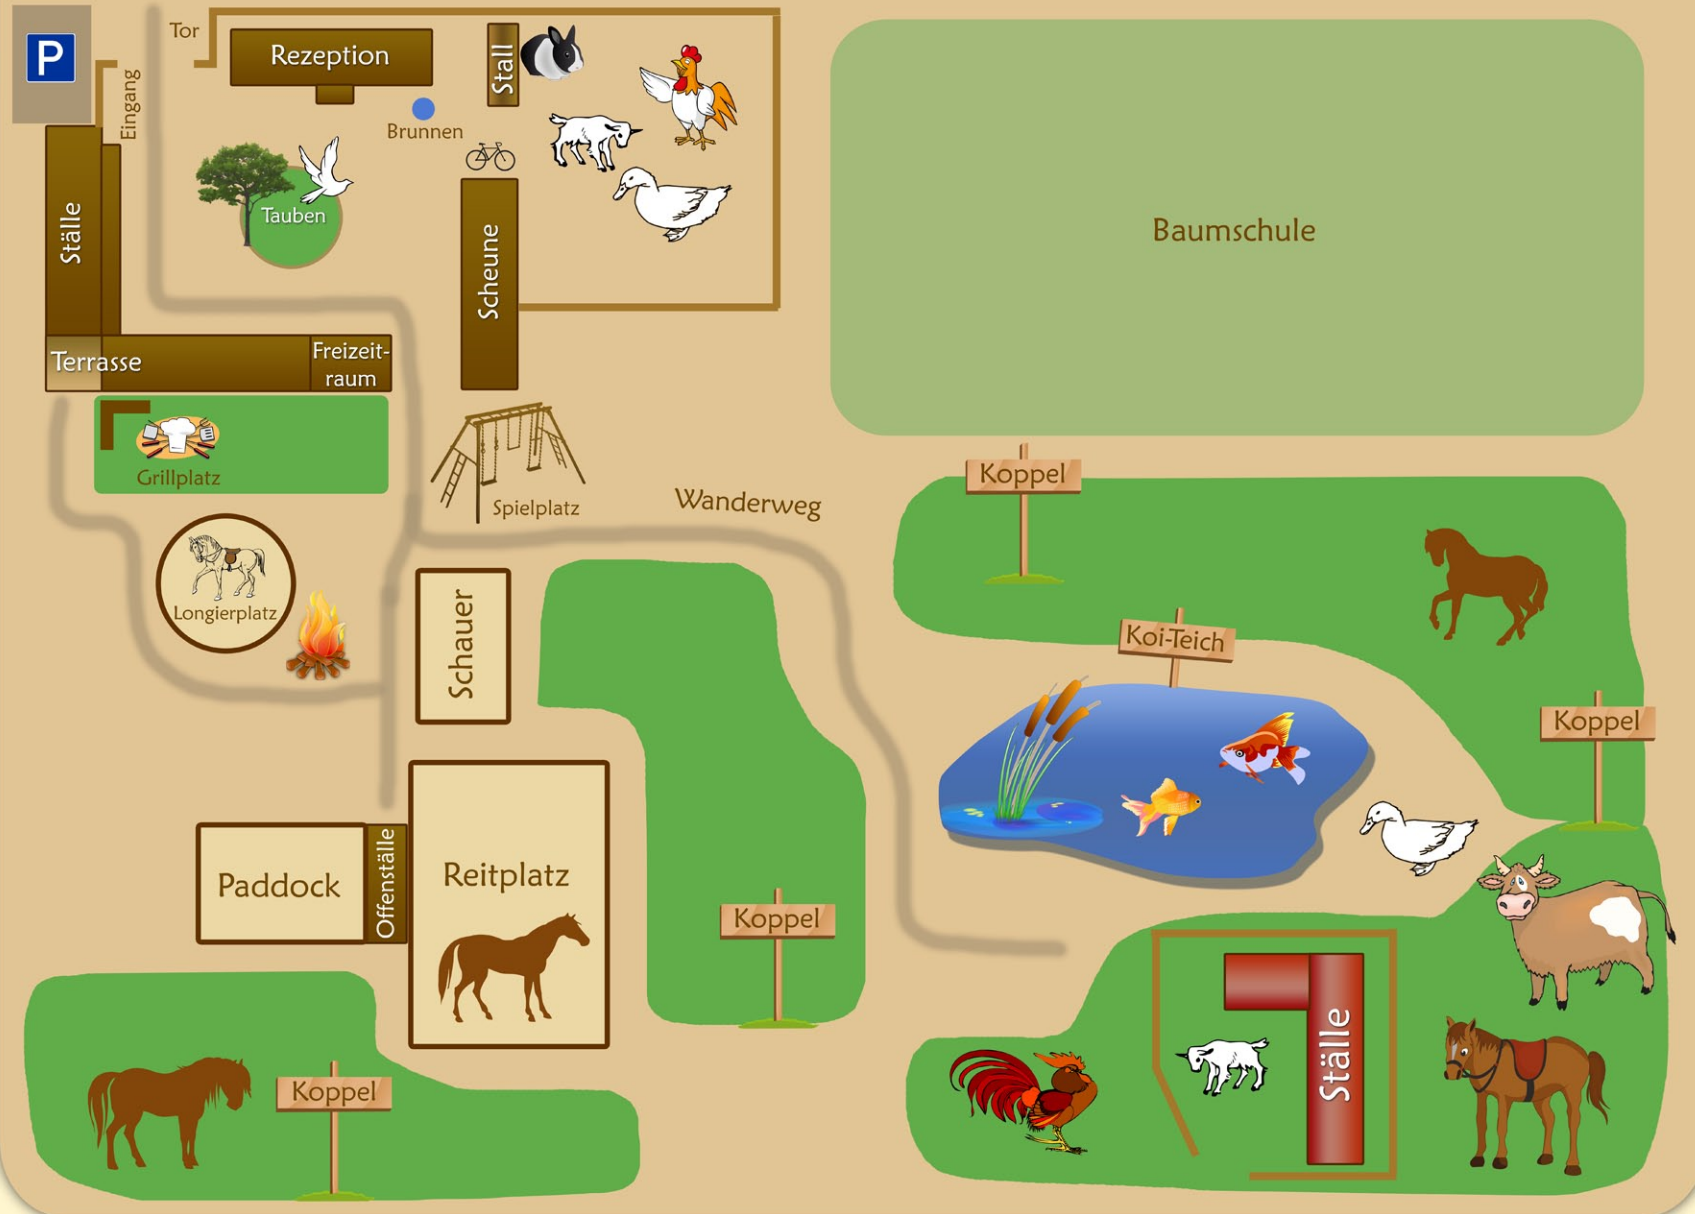 P
Tor
Eingang
Rezeption
Stall
Brunnen
Tauben
Ställe
Scheune
Baumschule
Terrasse
Freizeit-
raum
Grillplatz
Spielplatz
Wanderweg
Koppel
Longierplatz
Schauer
Koi-Teich
Koppel
Paddock
Offenställe
Reitplatz
Koppel
Koppel
Ställe